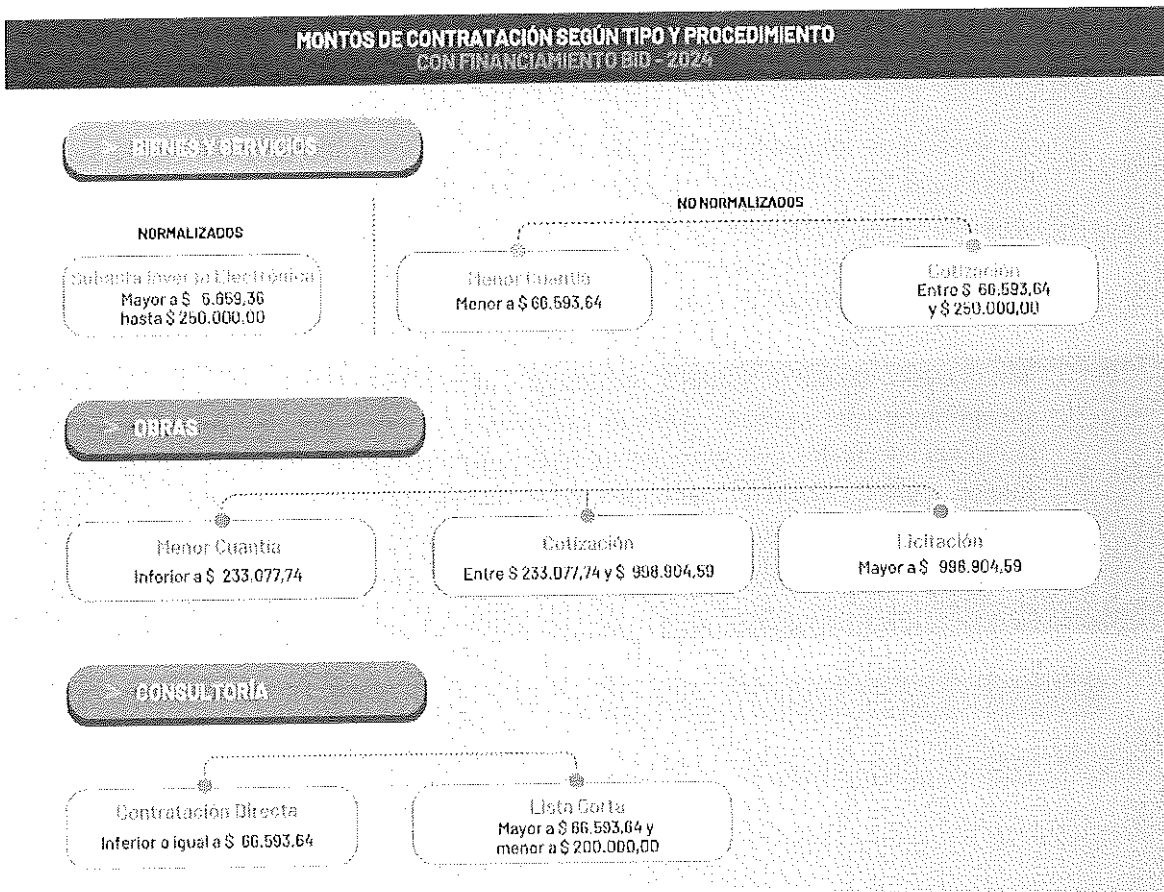 MONTOS DE CONTRATACIÓN SEGÚN TIPO Y PROCEDIMIENTO
CON FINANCIAMIENTO BID - 2024
> BIENES Y SERVICIOS
NORMALIZADOS
Subasta Inversa Electrónica
Mayor a $ 6.659,36
hasta $ 250.000,00
NO NORMALIZADOS
Menor Cuantía
Menor a $ 66.593,64
Cotización
Entre $ 66.593,64
y $ 250.000,00
> OBRAS
Menor Cuantía
Inferior a $ 233.077,74
Cotización
Entre $ 233.077,74 y $ 998.904,59
Licitación
Mayor a $ 998.904,59
> CONSULTORÍA
Contratación Directa
Inferior o igual a $ 66.593,64
Lista Corta
Mayor a $ 66.593,64 y
menor a $ 200.000,00